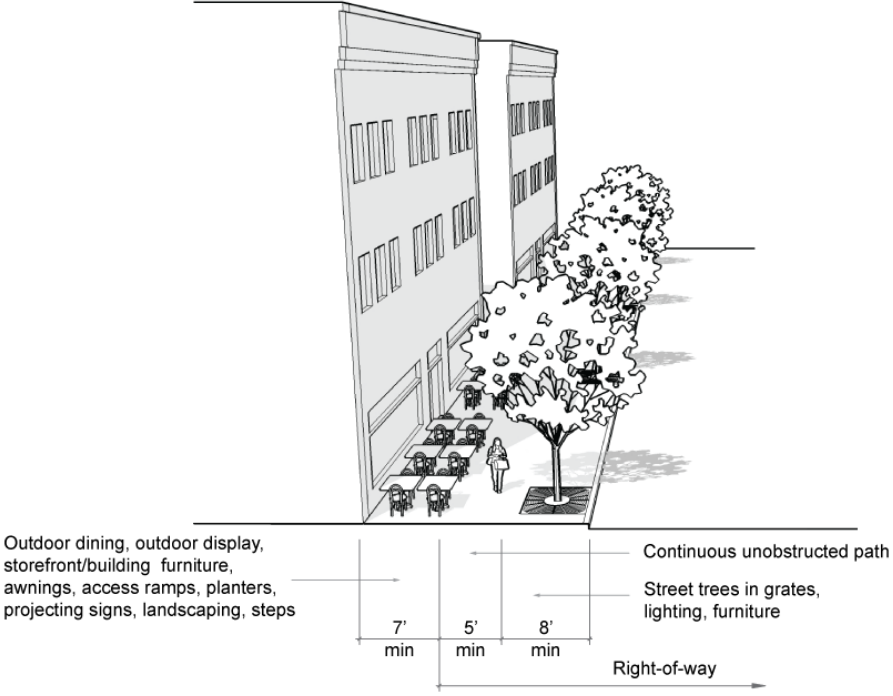 Outdoor dining, outdoor display,
storefront/building furniture,
awnings, access ramps, planters,
projecting signs, landscaping, steps
Continuous unobstructed path
Street trees in grates,
lighting, furniture
7’
min
5’
min
8’
min
Right-of-way